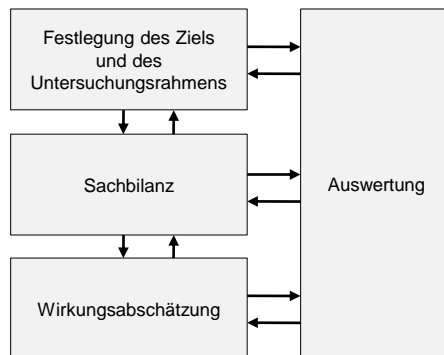 Festlegung des Ziels
und des
Untersuchungsrahmens
Sachbilanz
Auswertung
Wirkungsabschätzung